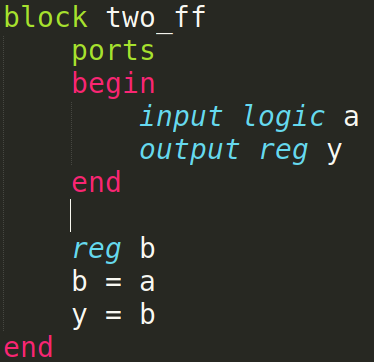 block two_ff
ports
begin
input logic a
output reg y
end
reg b
b = a
y = b
end